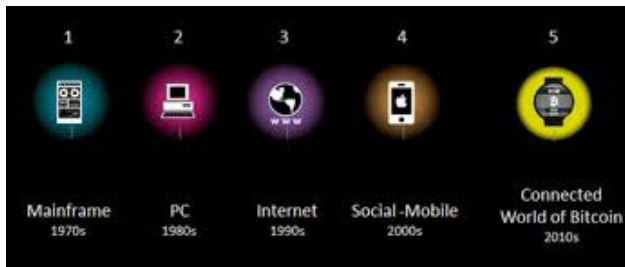 1 2 3 4 5
WWW
Mainframe
1970s
PC
1980s
Internet
1990s
Social-Mobile
2000s
Connected
World of Bitcoin
2010s